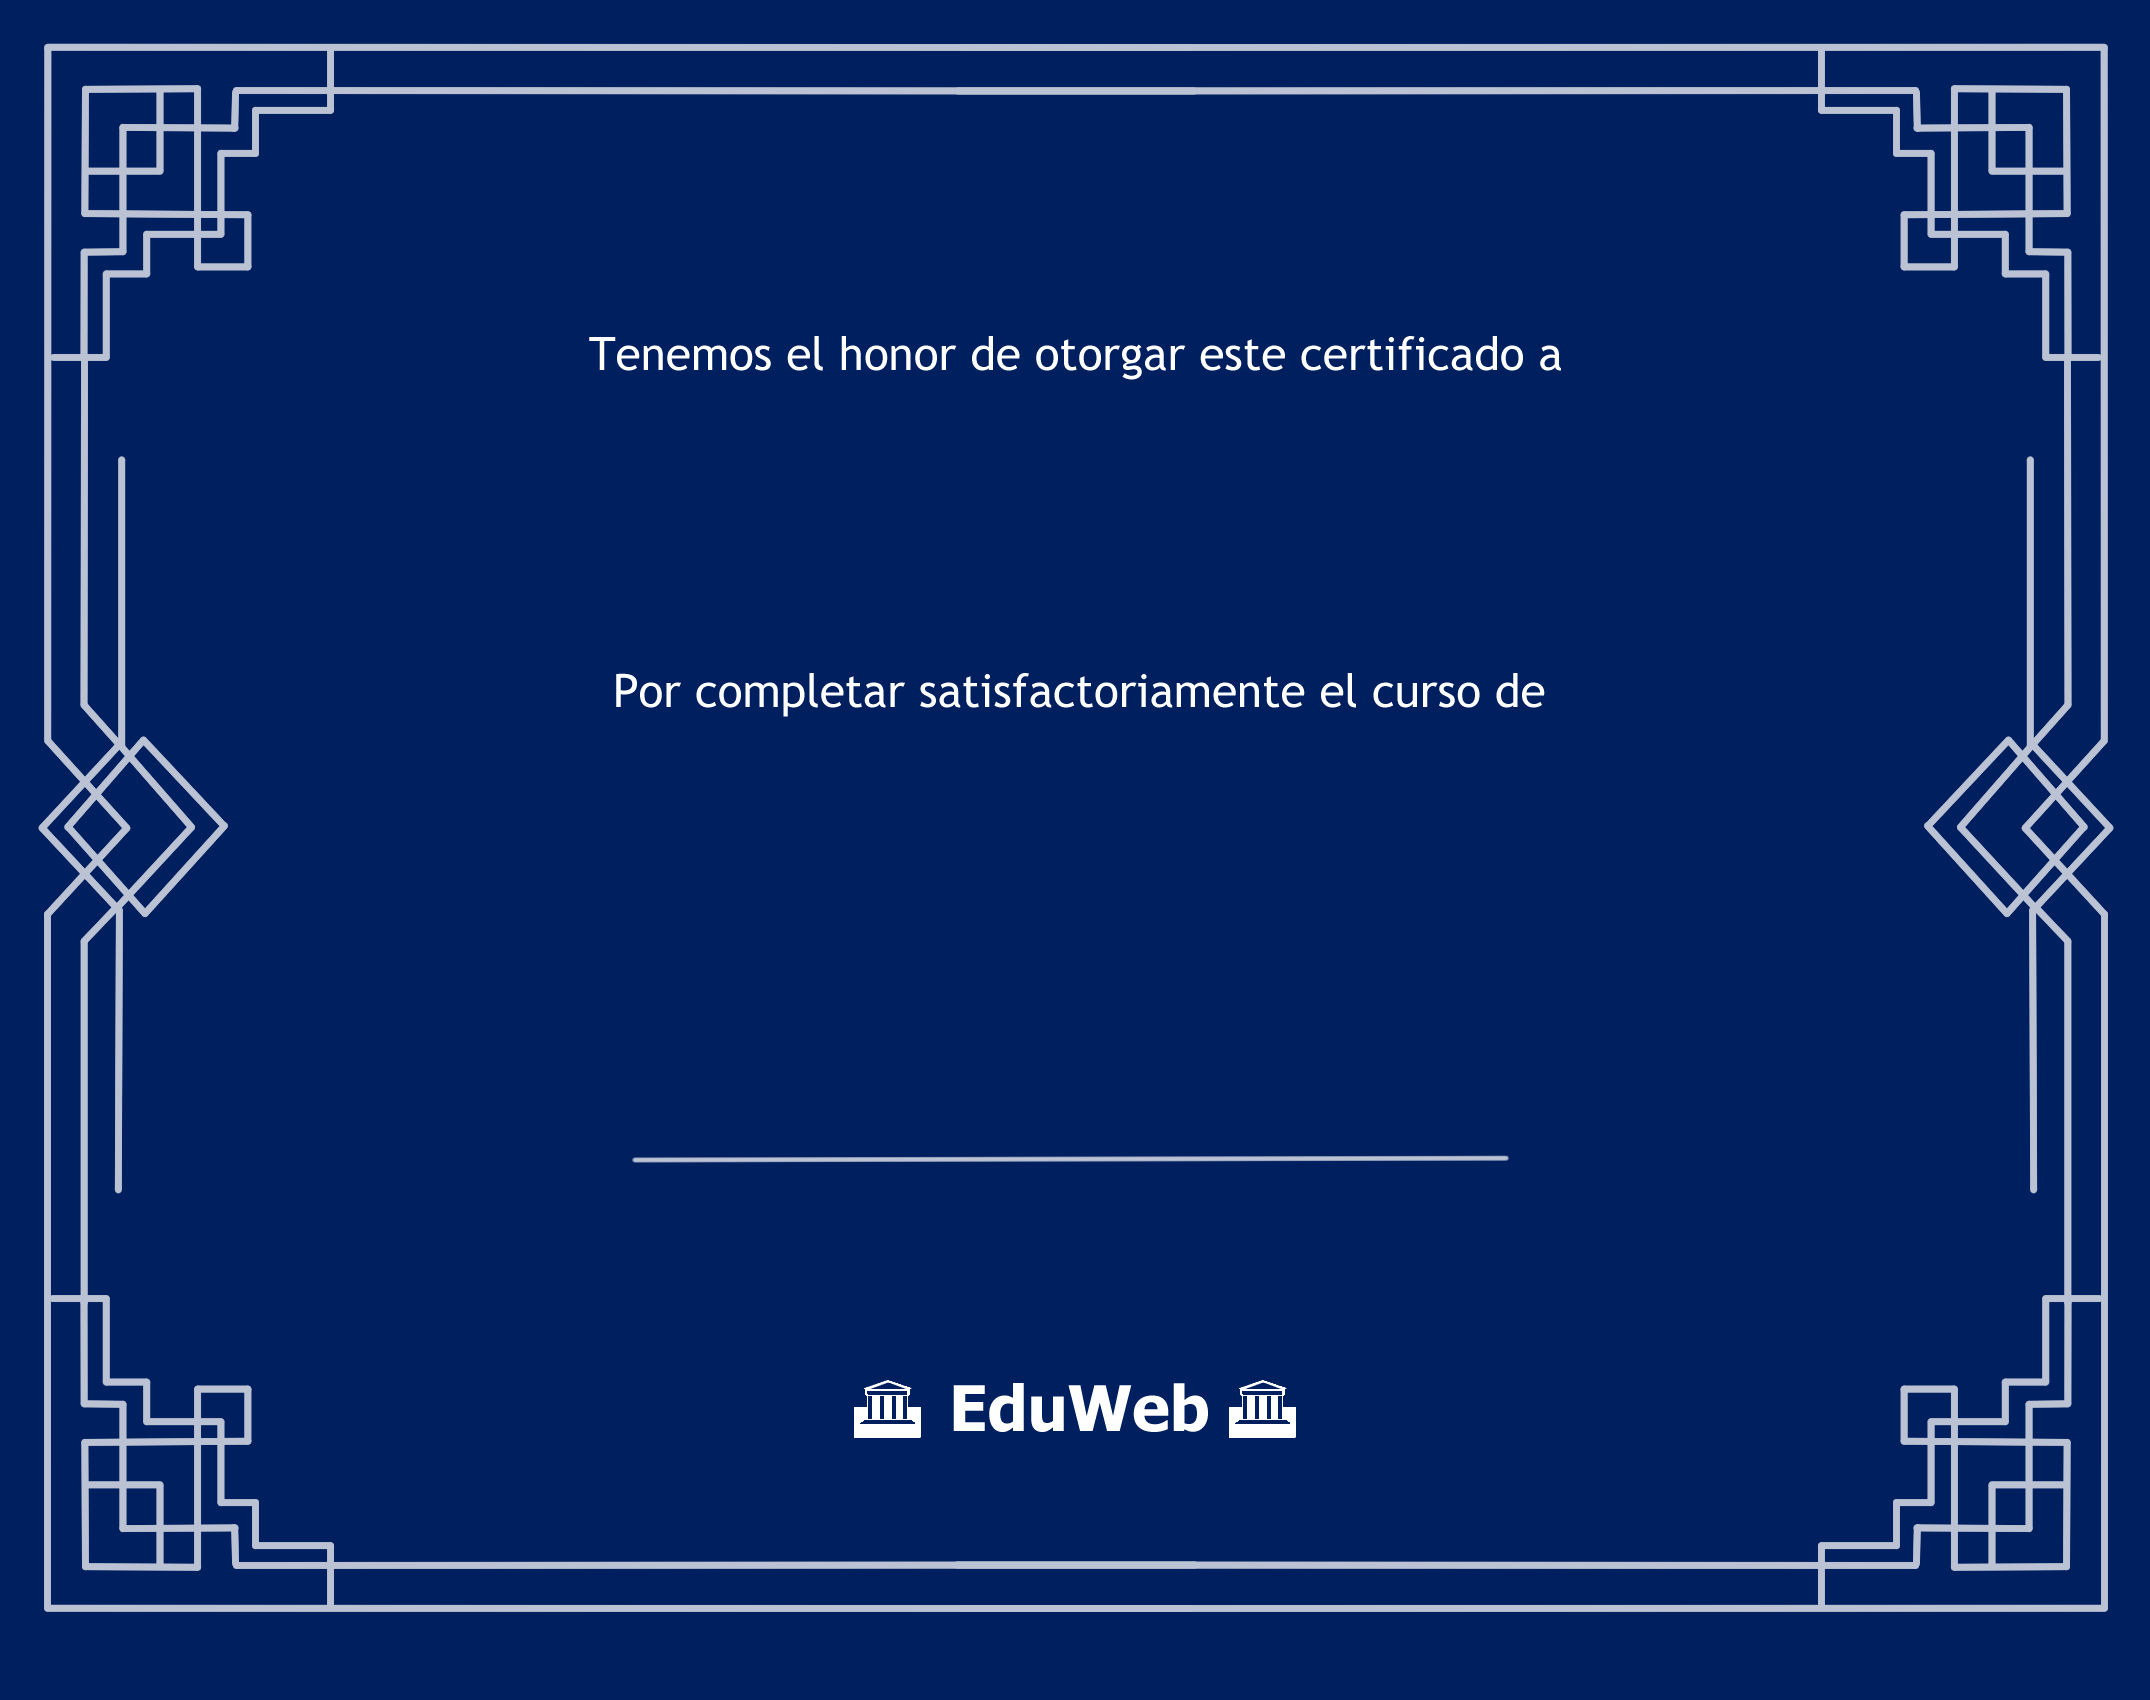 Tenemos el honor de otorgar este certificado a
Por completar satisfactoriamente el curso de
EduWeb